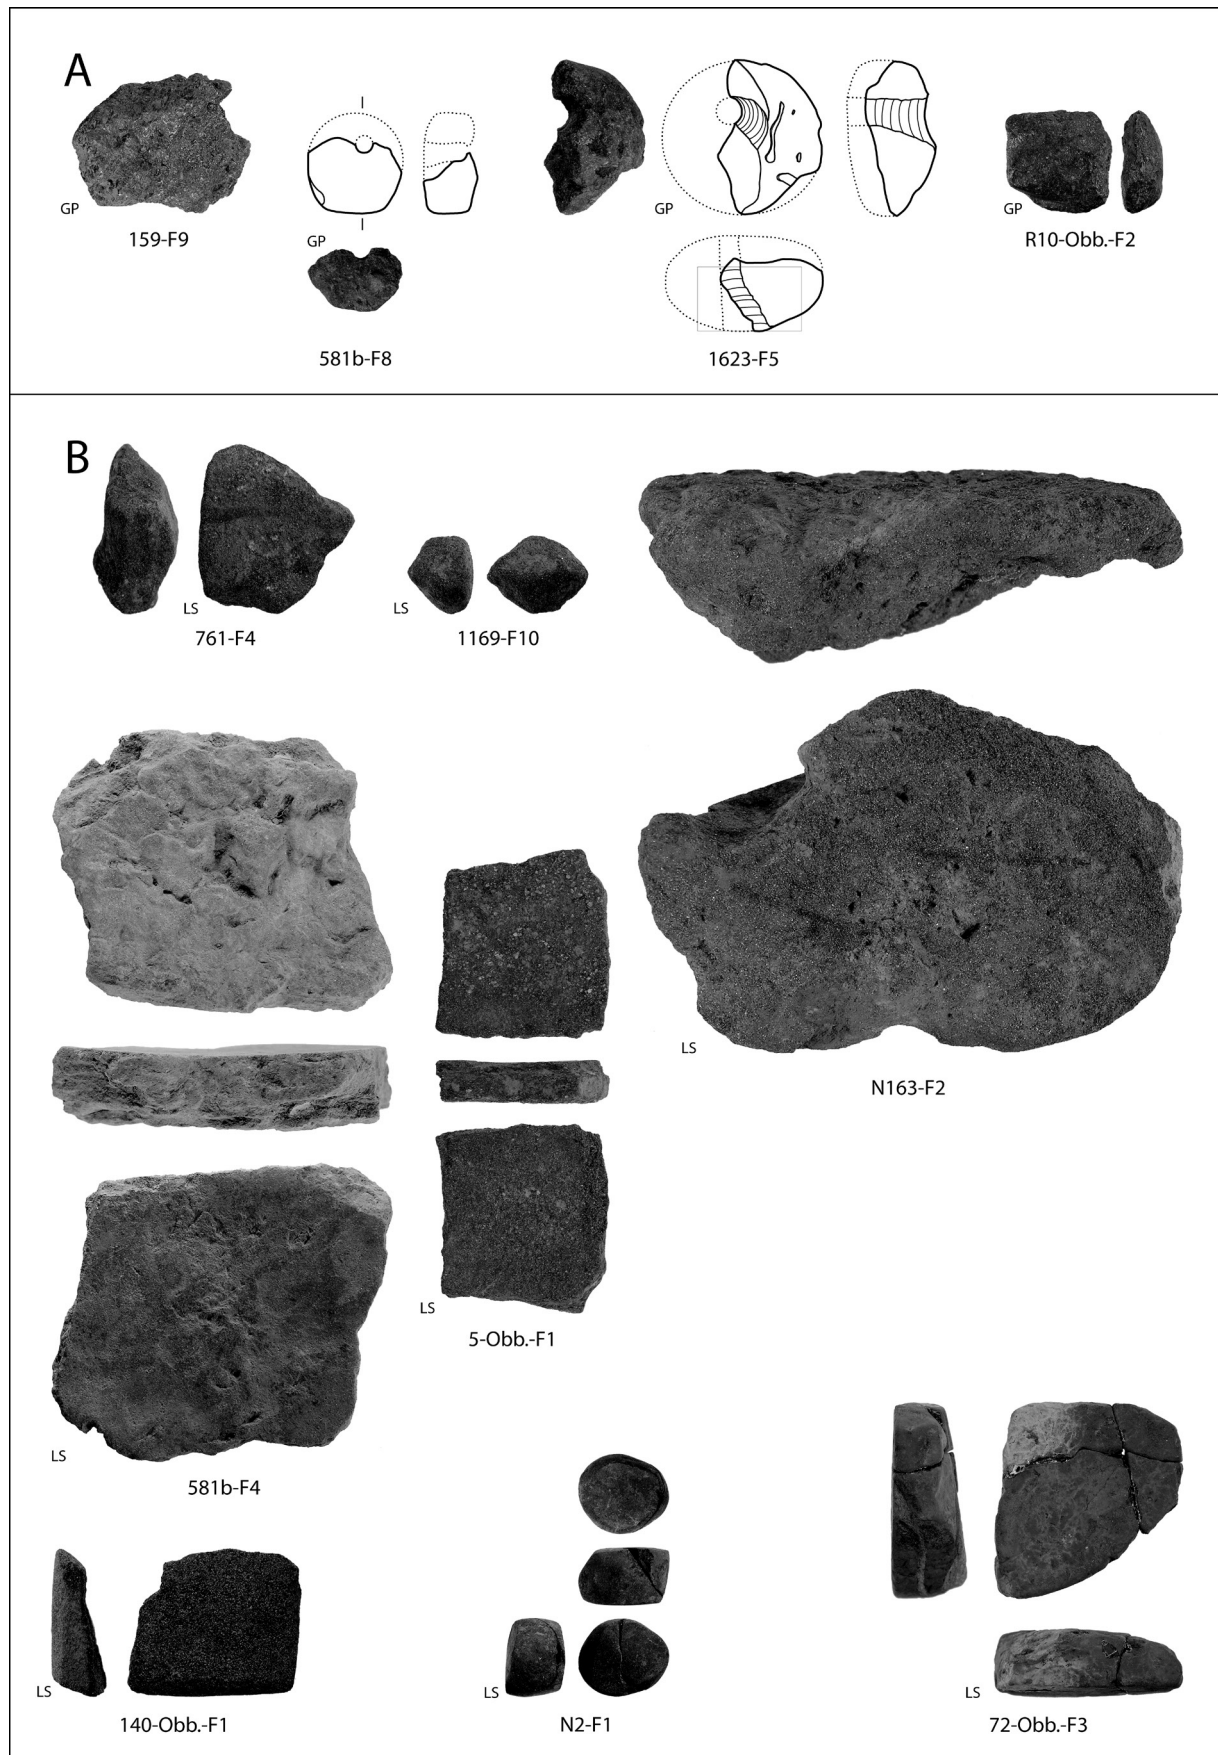 A
GP
159-F9
GP
581b-F8
GP
1623-F5
GP
R10-Obb.-F2
B
LS
761-F4
LS
1169-F10
LS
N163-F2
LS
581b-F4
LS
5-Obb.-F1
LS
140-Obb.-F1
LS
N2-F1
LS
72-Obb.-F3